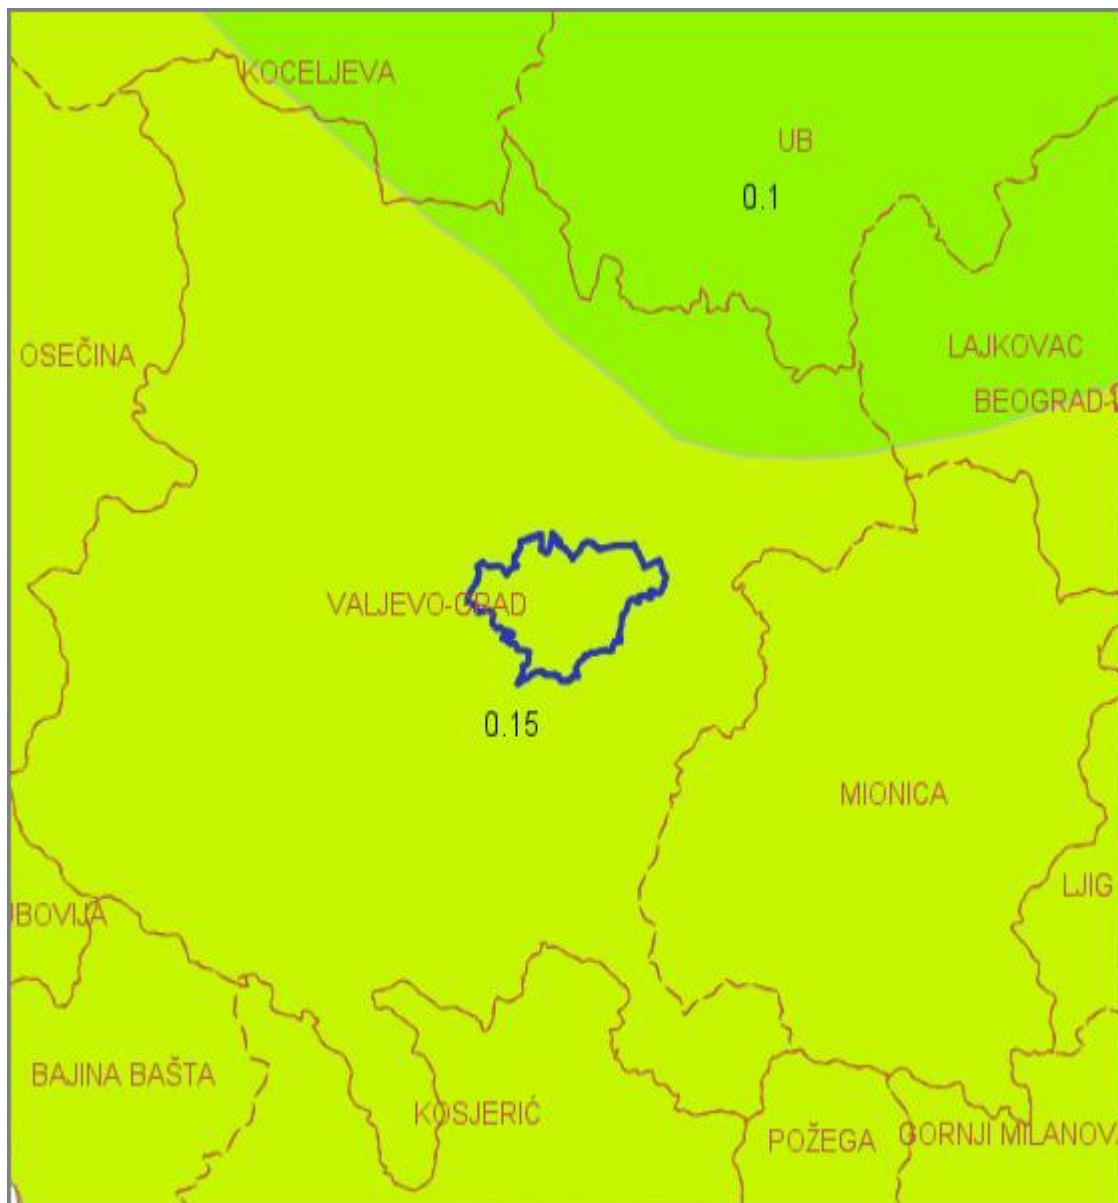 KOCELJEVA
UB
0.1
OSEČINA
LAJKOVAC
BEOGRAD-
VALJEVO-GRAD
0.15
MIONICA
LJIG
BOVIJA
BAJINA BAŠTA
KOSJERIĆ
POŽEGA
GORNJI MILANOV